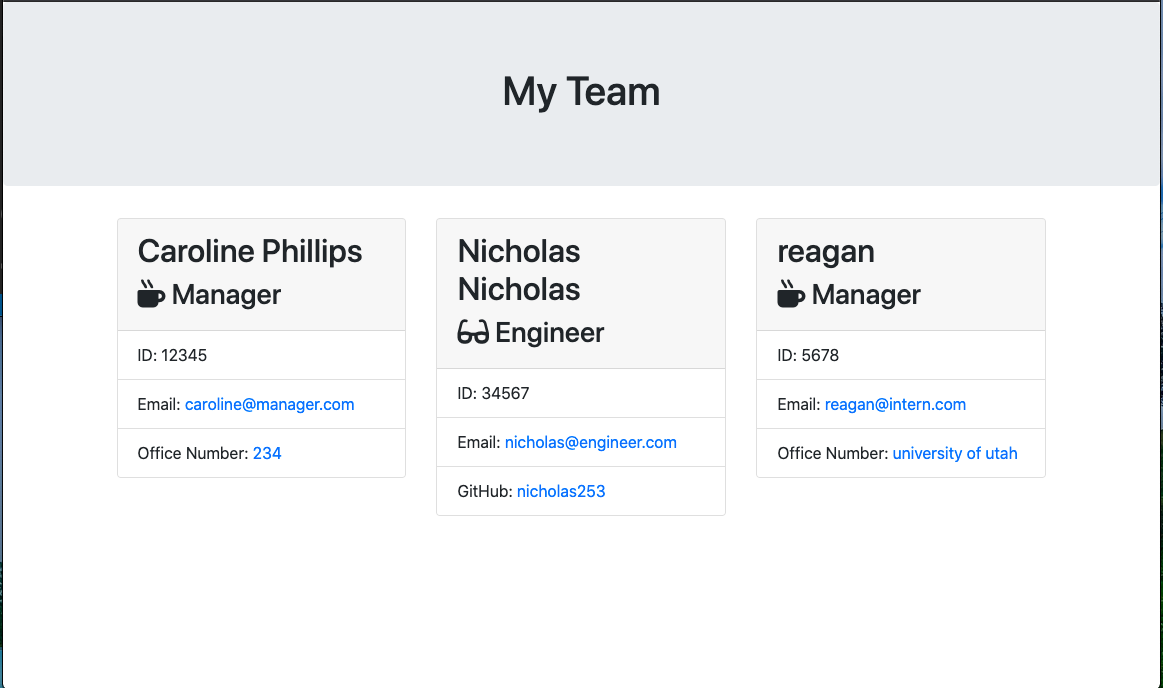 My Team
Caroline Phillips
Manager
ID: 12345
Email: caroline@manager.com
Office Number: 234
Nicholas
Nicholas
Engineer
ID: 34567
Email: nicholas@engineer.com
GitHub: nicholas253
reagan
Manager
ID: 5678
Email: reagan@intern.com
Office Number: university of utah